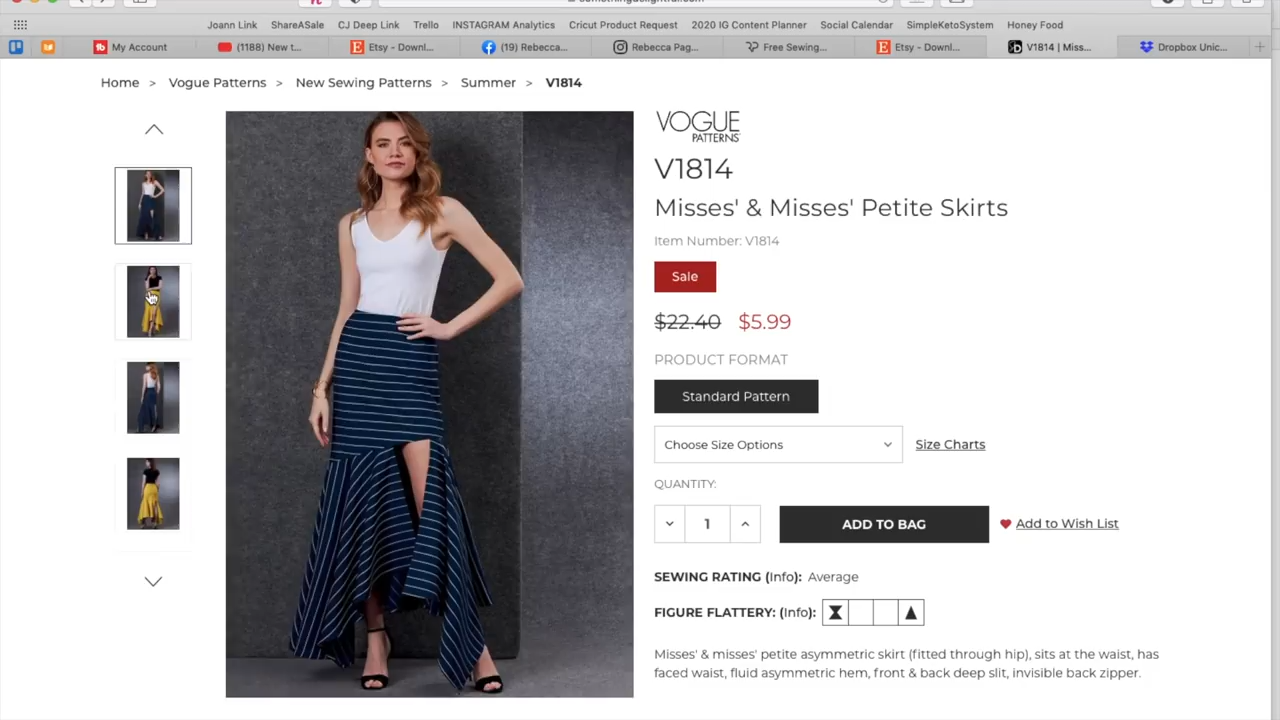 Joann Link ShareASale CJ Deep Link Trello INSTAGRAM Analytics Cricut Product Request 2020 IG Content Planner Social Calendar SimpleKetoSystem Honey Food
My Account (1188) New t... Etsy - Downl... (19) Rebecca... Rebecca Pag... Free Sewing... Etsy - Downl... V1814 | Miss... Dropbox Unic...
Home > Vogue Patterns > New Sewing Patterns > Summer > V1814
VOGUE
PATTERNS
V1814
Misses' & Misses' Petite Skirts
Item Number: V1814
Sale
$22.40 $5.99
PRODUCT FORMAT
Standard Pattern
Choose Size Options Size Charts
QUANTITY:
1 ADD TO BAG Add to Wish List
SEWING RATING (Info): Average
FIGURE FLATTERY: (Info):
Misses' & misses' petite asymmetric skirt (fitted through hip), sits at the waist, has
faced waist, fluid asymmetric hem, front & back deep slit, invisible back zipper.